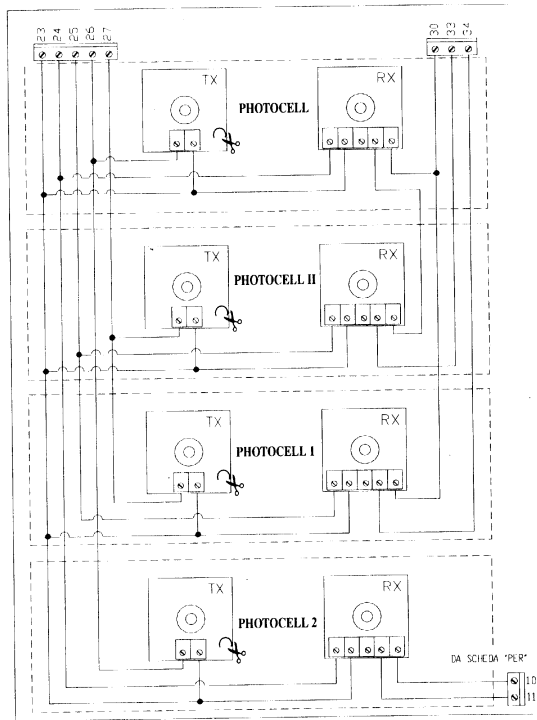 23 24 25 26 27
30 33 34
TX PHOTOCELL RX
TX PHOTOCELL II RX
TX PHOTOCELL I RX
TX PHOTOCELL 2 RX
DA SCHEDA "PER"
10
11